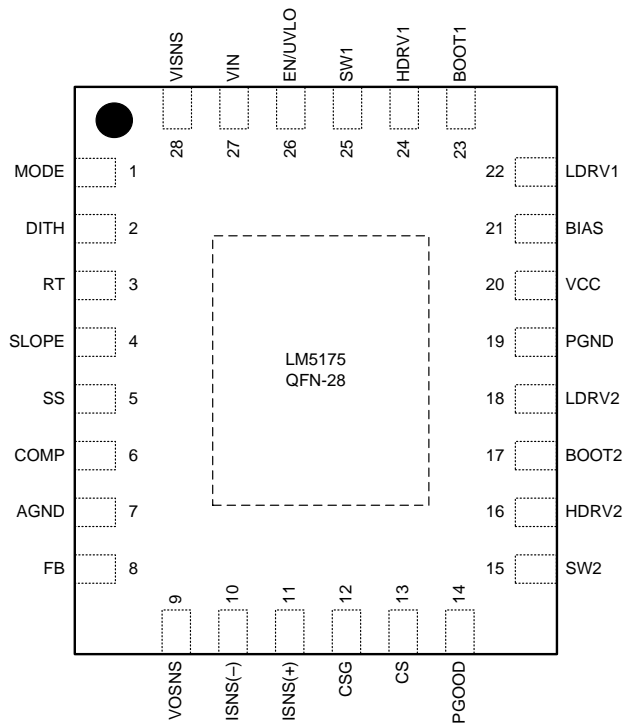 VISNS
VIN
EN/UVLO
SW1
HDRV1
BOOT1
28
27
26
25
24
23
MODE 1
22 LDRV1
DITH 2
21 BIAS
RT 3
20 VCC
SLOPE 4
19 PGND
LM5175
QFN-28
SS 5
18 LDRV2
COMP 6
17 BOOT2
AGND 7
16 HDRV2
FB 8
15 SW2
9
10
11
12
13
14
VOSNS
ISNS(–)
ISNS(+)
CSG
CS
PGOOD